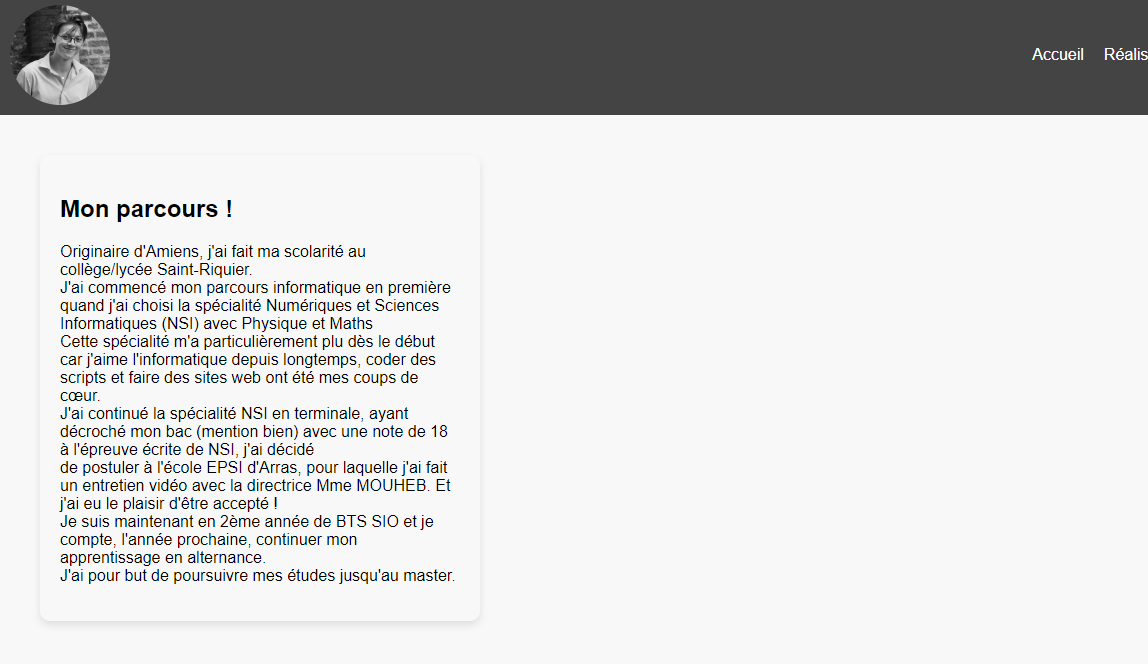 Accueil Réalis
Mon parcours !
Originaire d'Amiens, j'ai fait ma scolarité au
collège/lycée Saint-Riquier.
J'ai commencé mon parcours informatique en première
quand j'ai choisi la spécialité Numériques et Sciences
Informatiques (NSI) avec Physique et Maths
Cette spécialité m'a particulièrement plu dès le début
car j'aime l'informatique depuis longtemps, coder des
scripts et faire des sites web ont été mes coups de
cœur.
J'ai continué la spécialité NSI en terminale, ayant
décroché mon bac (mention bien) avec une note de 18
à l'épreuve écrite de NSI, j'ai décidé
de postuler à l'école EPSI d'Arras, pour laquelle j'ai fait
un entretien vidéo avec la directrice Mme MOUHEB. Et
j'ai eu le plaisir d'être accepté !
Je suis maintenant en 2ème année de BTS SIO et je
compte, l'année prochaine, continuer mon
apprentissage en alternance.
J'ai pour but de poursuivre mes études jusqu'au master.